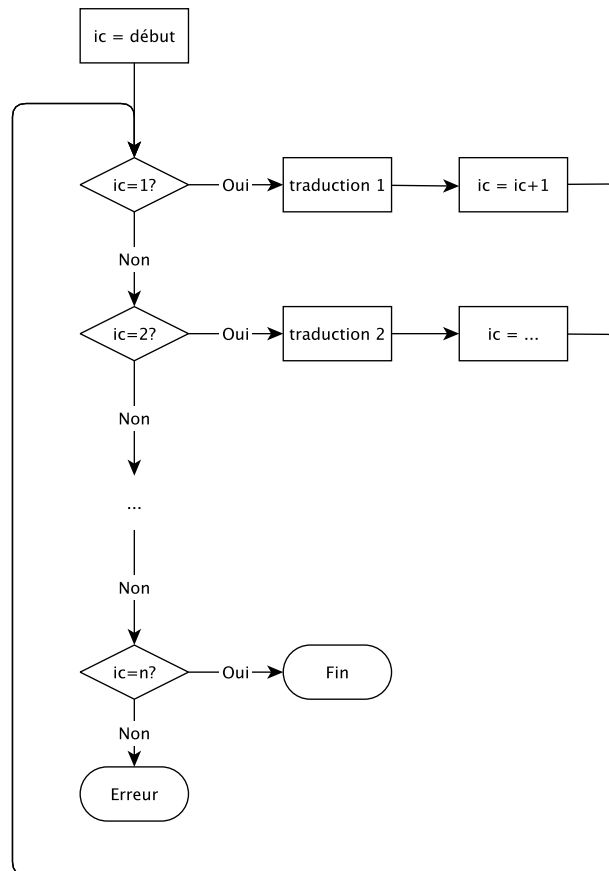 ic = début
ic=1?
Oui
traduction 1
ic = ic+1
Non
ic=2?
Oui
traduction 2
ic = ...
Non
...
Non
ic=n?
Oui
Fin
Non
Erreur